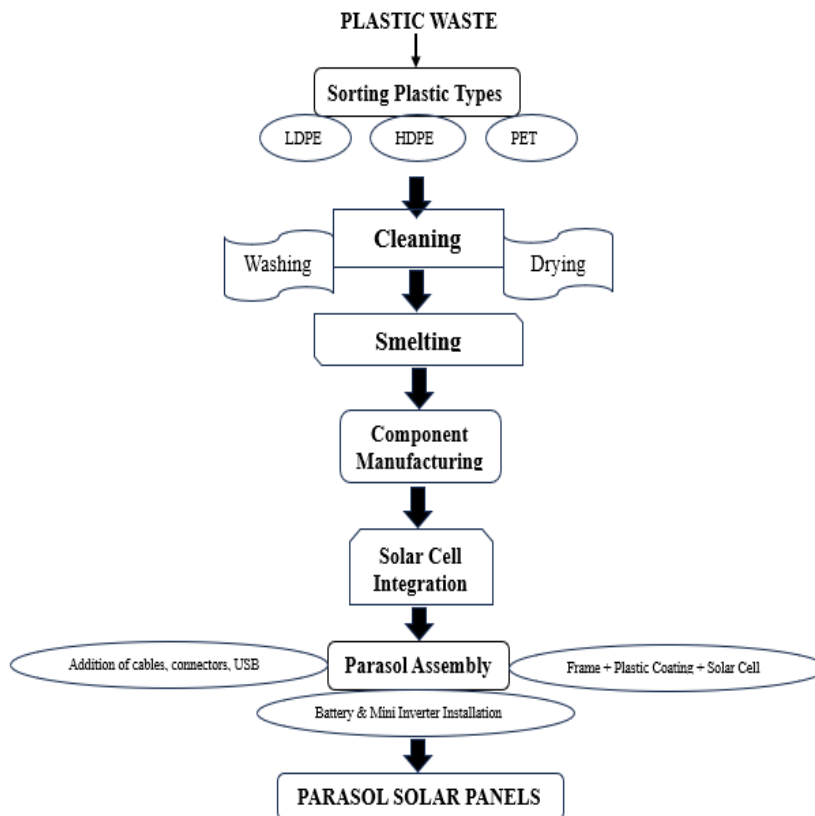 PLASTIC WASTE
Sorting Plastic Types
LDPE
HDPE
PET
Cleaning
Washing
Drying
Smelting
Component
Manufacturing
Solar Cell
Integration
Addition of cables, connectors, USB
Parasol Assembly
Frame + Plastic Coating + Solar Cell
Battery & Mini Inverter Installation
PARASOL SOLAR PANELS